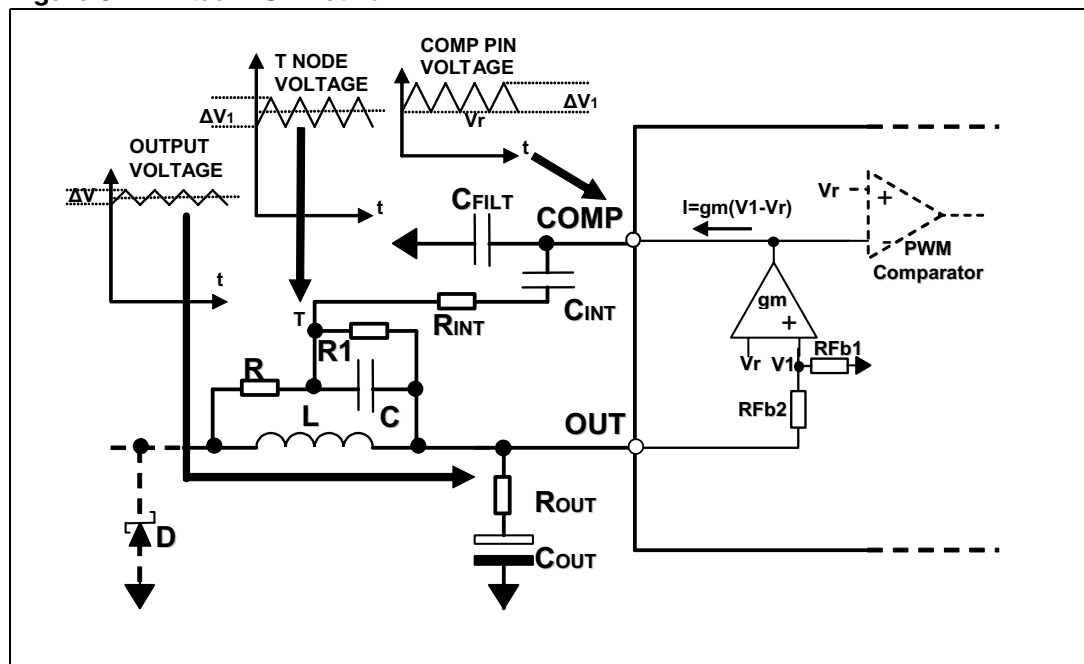 COMP PIN
VOLTAGE
T NODE
VOLTAGE
ΔV1
ΔV1
Vr
t
OUTPUT
VOLTAGE
ΔV
t
t
CFILT
COMP
I=gm(V1-Vr)
Vr
+
−
PWM
Comparator
T
RINT
CINT
gm
+
R1
Vr
V1
RFb1
R
RFb2
L
C
OUT
ROUT
D
COUT